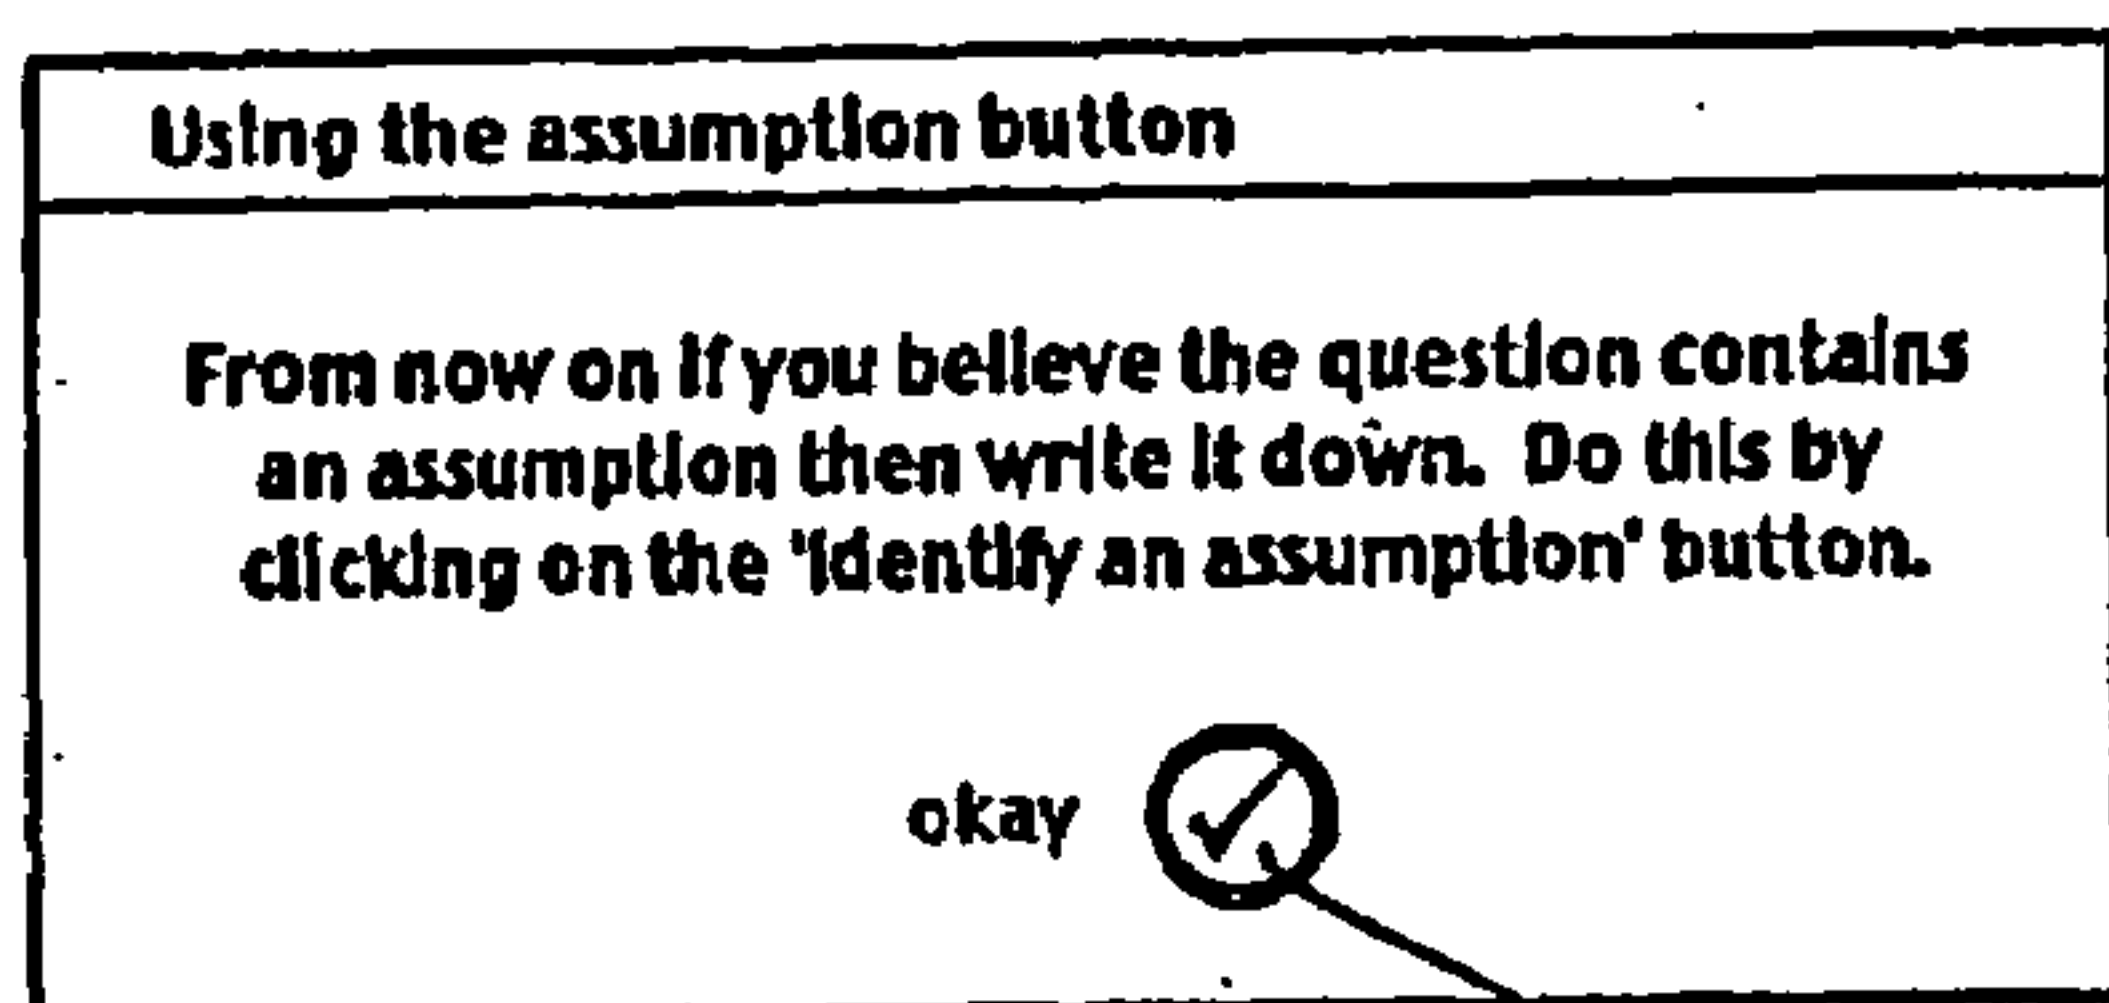 Using the assumption button
From now on if you believe the question contains
an assumption then write it down. Do this by
clicking on the 'identify an assumption' button.
okay